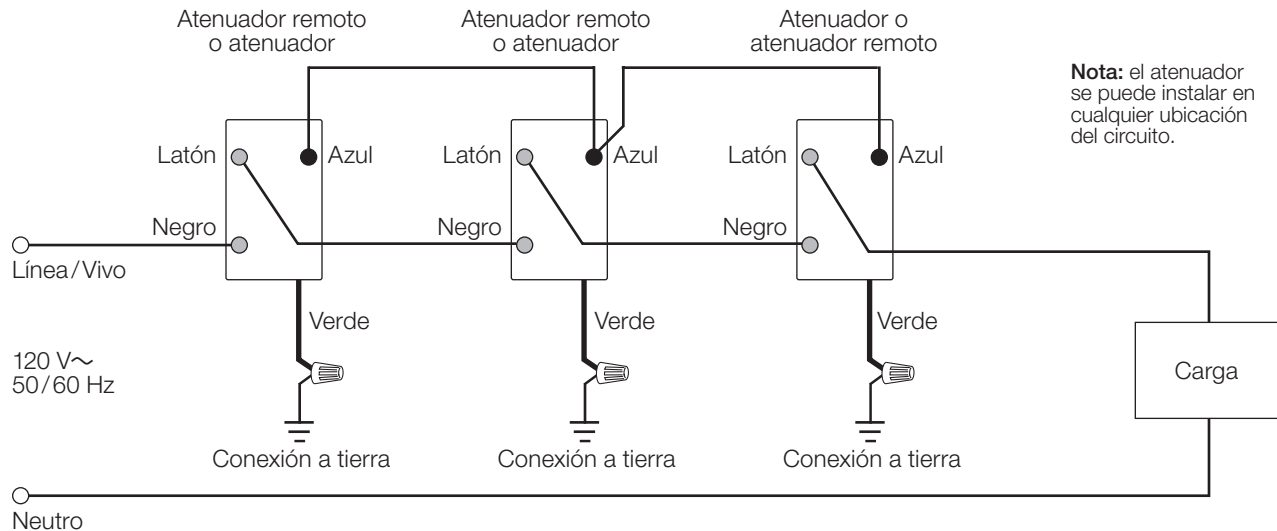 Atenuador remoto
o atenuador
Atenuador remoto
o atenuador
Atenuador o
atenuador remoto
Nota: el atenuador
se puede instalar en
cualquier ubicación
del circuito.
Latón
Azul
Latón
Azul
Latón
Azul
Negro
Negro
Negro
Línea/Vivo
Verde
Verde
Verde
120 V~
50/60 Hz
Carga
Conexión a tierra
Conexión a tierra
Conexión a tierra
Neutro